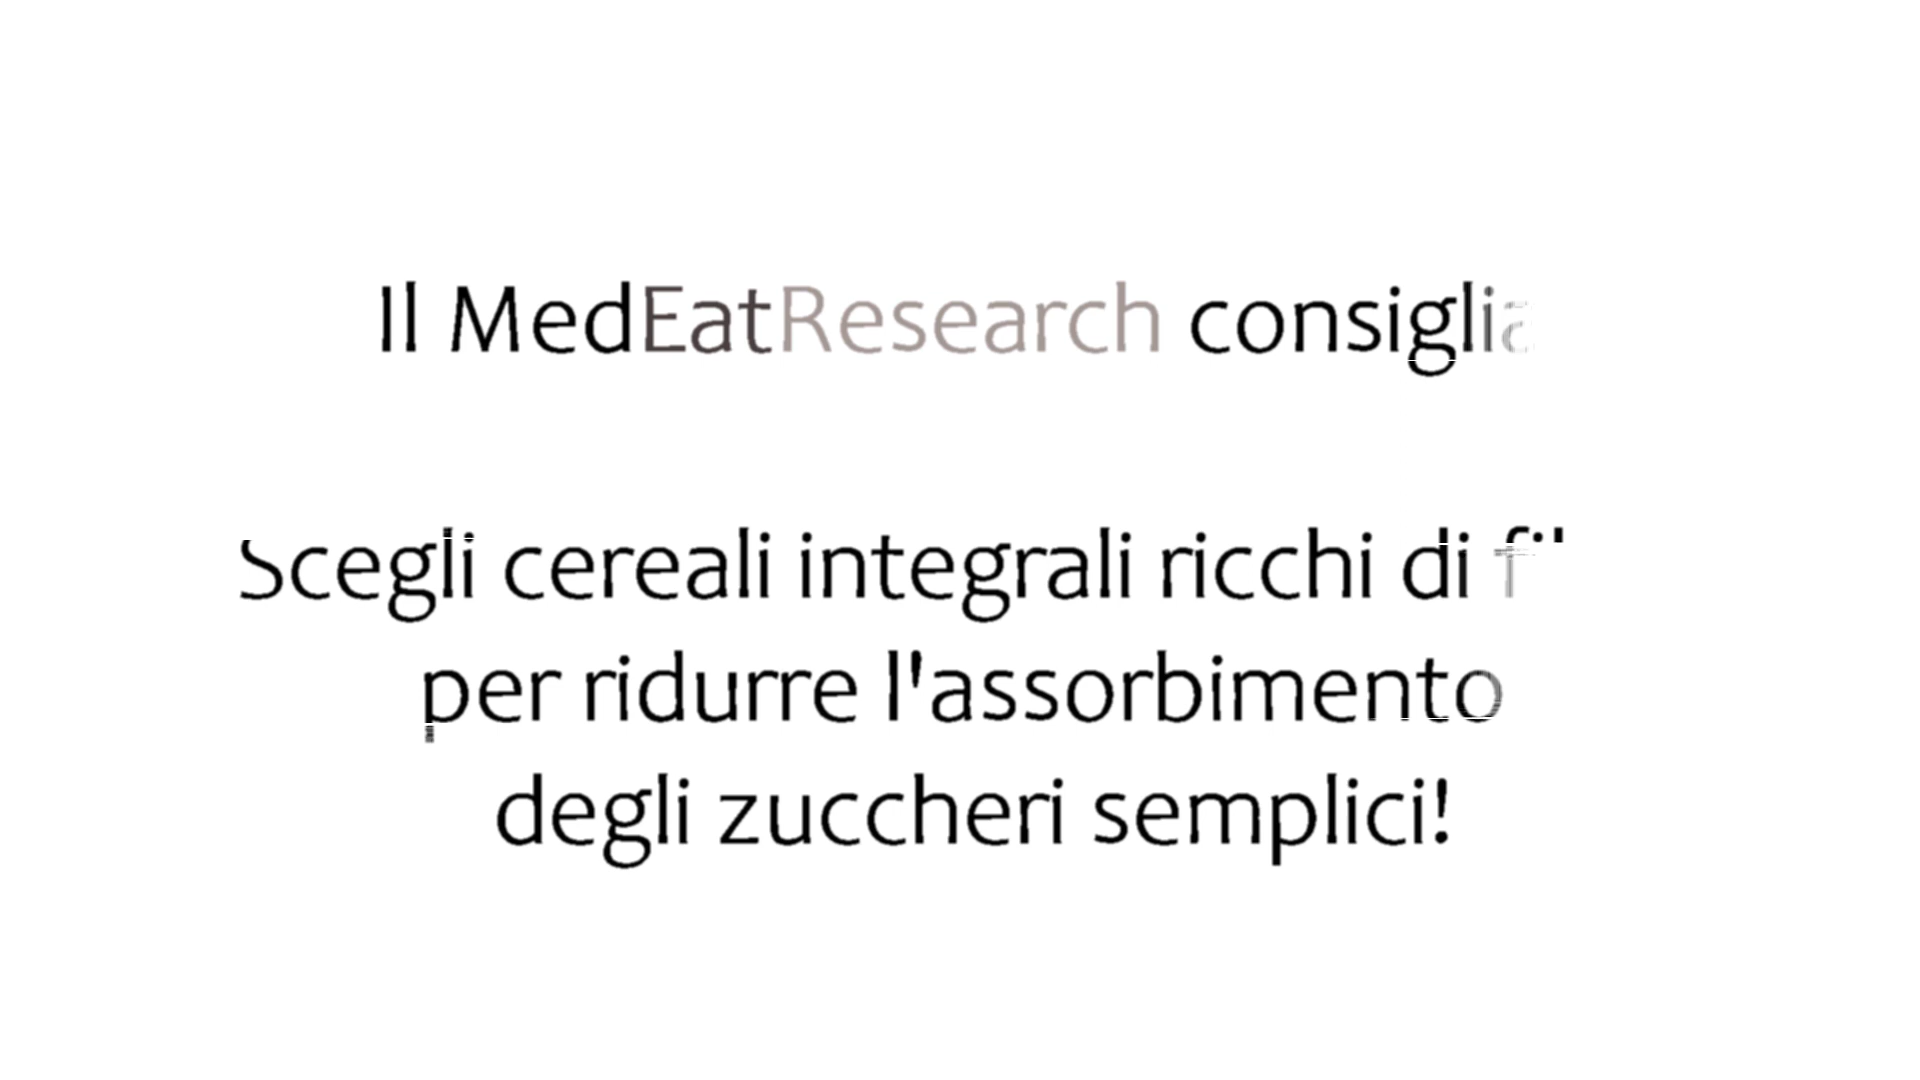 Il MedEatResearch consiglia
Scegli cereali integrali ricchi di
per ridurre l'assorbimento
degli zuccheri semplici!